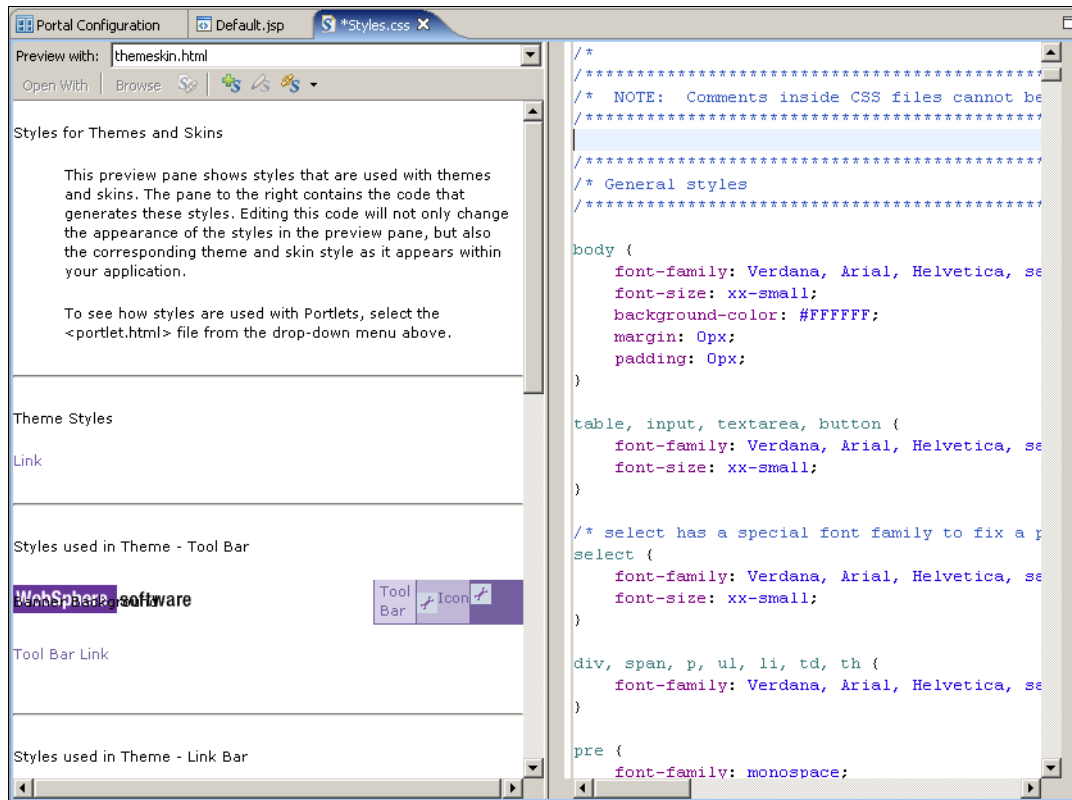 Portal Configuration
Default.jsp
*Styles.css
Preview with: themeskin.html
Open With
Browse
Styles for Themes and Skins
This preview pane shows styles that are used with themes
and skins. The pane to the right contains the code that
generates these styles. Editing this code will not only change
the appearance of the styles in the preview pane, but also
the corresponding theme and skin style as it appears within
your application.
To see how styles are used with Portlets, select the
<portlet.html> file from the drop-down menu above.
Theme Styles
Link
Styles used in Theme - Tool Bar
WebSphere software
Banner Background
Tool
Bar
Icon
Tool Bar Link
Styles used in Theme - Link Bar
/*
/*********************************************
/*  NOTE:  Comments inside CSS files cannot be
/*********************************************
/*********************************************
/* General styles
/*********************************************
body {
    font-family: Verdana, Arial, Helvetica, sa
    font-size: xx-small;
    background-color: #FFFFFF;
    margin: 0px;
    padding: 0px;
}
table, input, textarea, button {
    font-family: Verdana, Arial, Helvetica, sa
    font-size: xx-small;
}
/* select has a special font family to fix a p
select {
    font-family: Verdana, Arial, Helvetica, sa
    font-size: xx-small;
}
div, span, p, ul, li, td, th {
    font-family: Verdana, Arial, Helvetica, sa
}
pre {
    font-family: monospace;